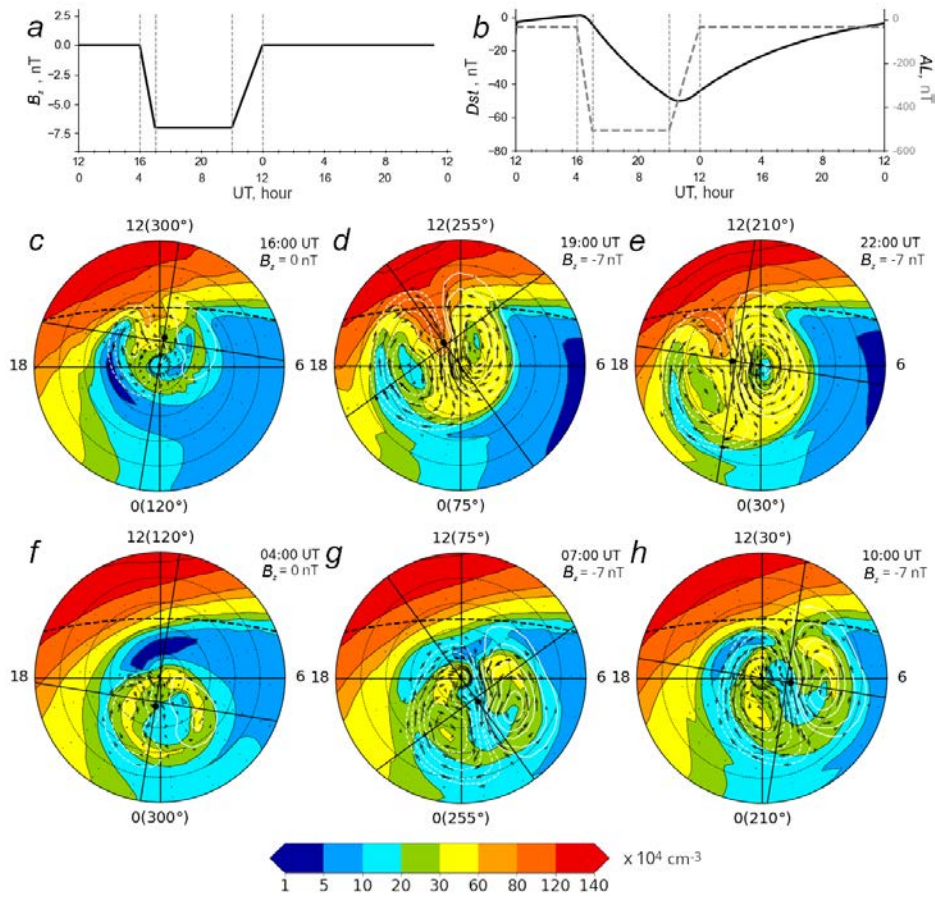 a
b
5.0
2.5
0.0
−2.5
−5.0
−7.5
B_z , nT
12 16 20 0 4 8 12
0 4 8 12 16 20 0
UT, hour
0
−20
−40
−60
−80
Dst, nT
0
−200
−400
−600
AL, nT
12 16 20 0 4 8 12
0 4 8 12 16 20 0
UT, hour
c
12(300°)
16:00 UT
B_z = 0 nT
18
6
0(120°)
d
12(255°)
19:00 UT
B_z = -7 nT
18
6
0(75°)
e
12(210°)
22:00 UT
B_z = -7 nT
18
6
0(30°)
f
12(120°)
04:00 UT
B_z = 0 nT
18
6
0(300°)
g
12(75°)
07:00 UT
B_z = -7 nT
18
6
0(255°)
h
12(30°)
10:00 UT
B_z = -7 nT
6
0(210°)
1 5 10 20 30 60 80 120 140
x 10⁴ cm⁻³